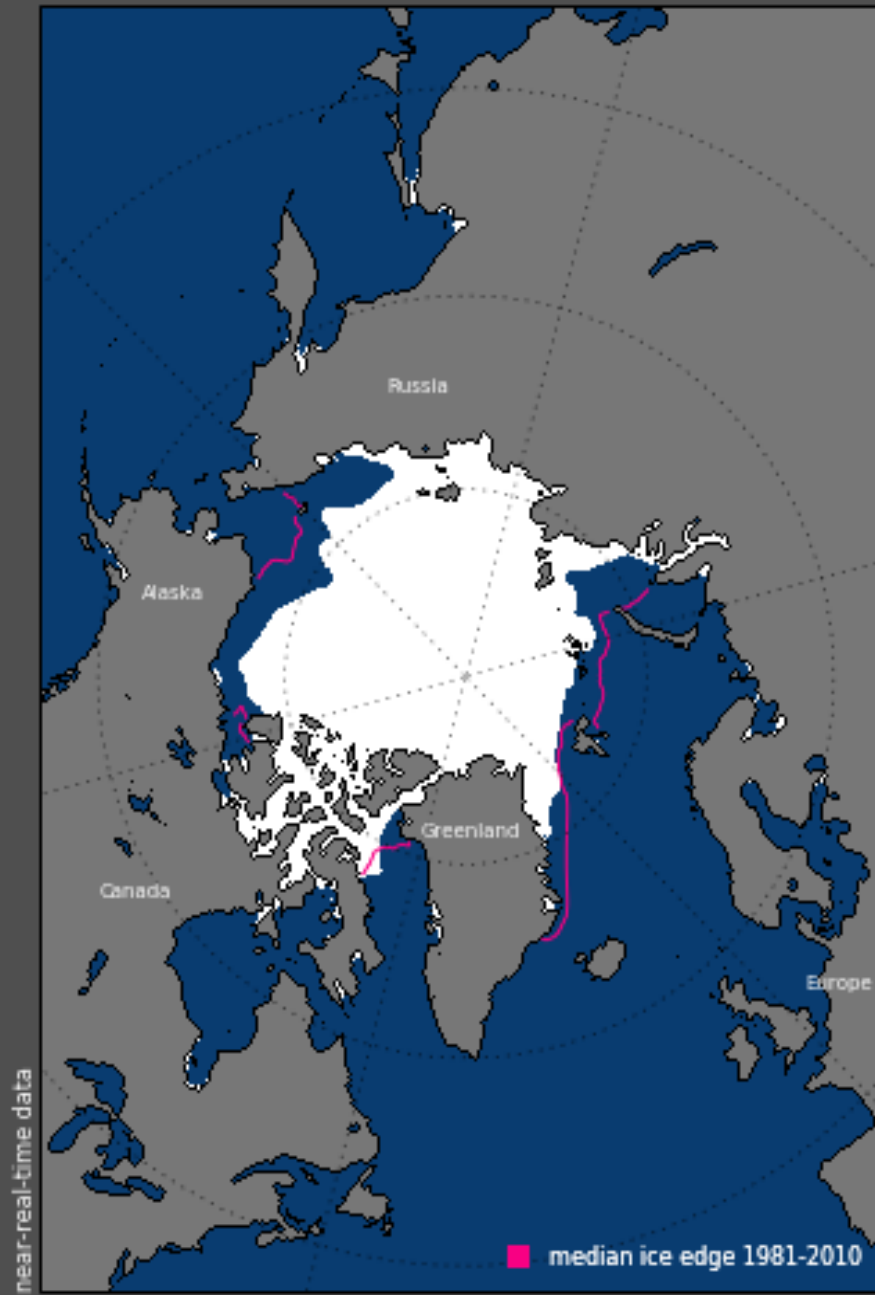 Russia
Alaska
Greenland
Canada
Europe
near-real-time data
median ice edge 1981-2010